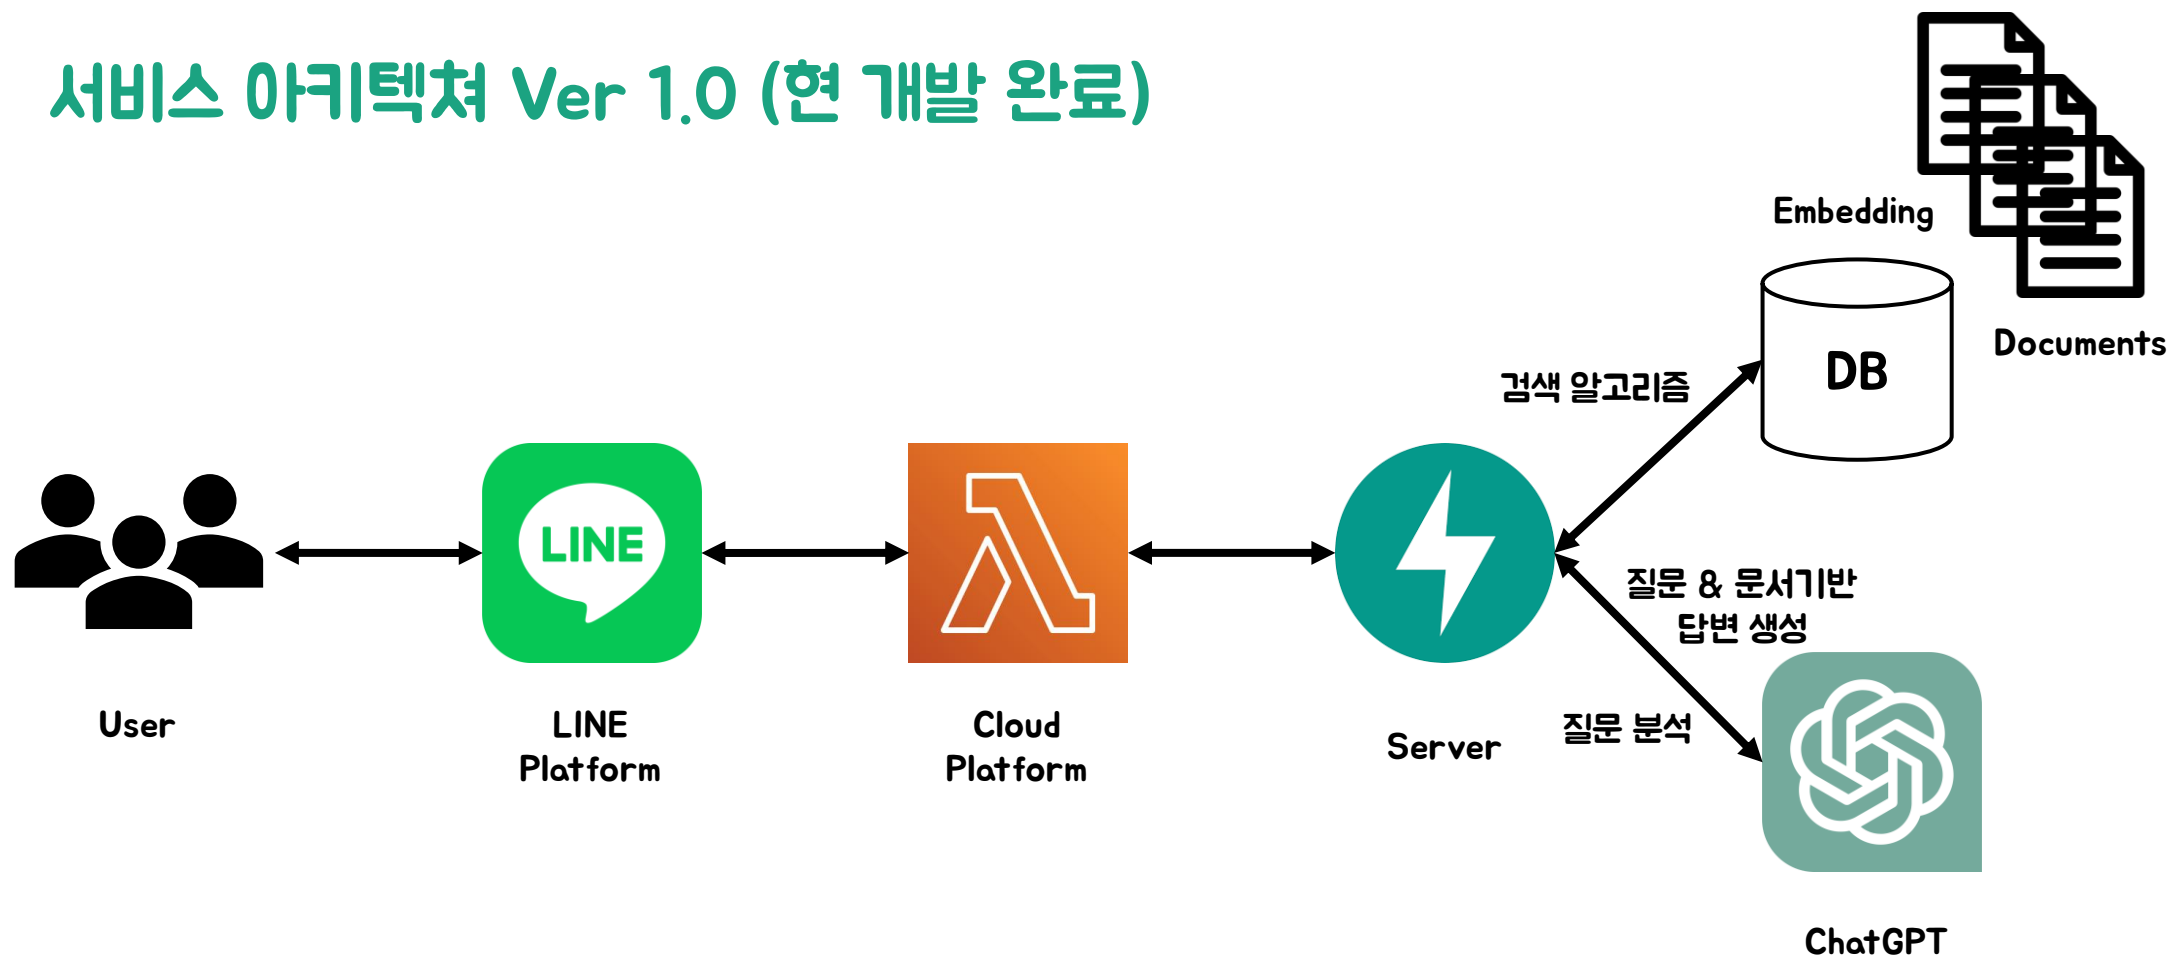 서비스 아키텍쳐 Ver 1.0 (현 개발 완료)
Embedding
Documents
DB
검색 알고리즘
LINE
질문 & 문서기반
답변 생성
질문 분석
User
LINE
Platform
Cloud
Platform
Server
ChatGPT